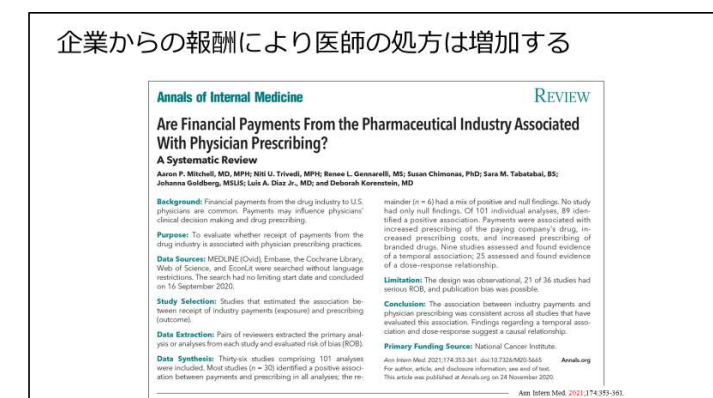 企業からの報酬により医師の処方は増加する
Annals of Internal Medicine
REVIEW
Are Financial Payments From the Pharmaceutical Industry Associated
With Physician Prescribing?
A Systematic Review
Aaron P. Mitchell, MD, MPH; Niti U. Trivedi, MPH; Renee L. Gennarelli, MS; Susan Chimonas, PhD; Sara M. Tabatabai, BS;
Johanna Goldberg, MSLIS; Luis A. Diaz Jr., MD; and Deborah Korenstein, MD
Background: Financial payments from the drug industry to U.S.
physicians are common. Payments may influence physicians'
clinical decision making and drug prescribing.
Purpose: To evaluate whether receipt of payments from the
drug industry is associated with physician prescribing practices.
Data Sources: MEDLINE (Ovid), Embase, the Cochrane Library,
Web of Science, and EconLit were searched without language
restrictions. The search had no limiting start date and concluded
on 16 September 2020.
Study Selection: Studies that estimated the association be-
tween receipt of industry payments (exposure) and prescribing
(outcome).
Data Extraction: Pairs of reviewers extracted the primary anal-
ysis or analyses from each study and evaluated risk of bias (ROB).
Data Synthesis: Thirty-six studies comprising 101 analyses
were included. Most studies (n = 30) identified a positive associ-
ation between payments and prescribing in all analyses; the re-
mainder (n = 6) had a mix of positive and null findings. No study
had only null findings. Of 101 individual analyses, 89 iden-
tified a positive association. Payments were associated with
increased prescribing of the paying company's drug, in-
creased prescribing costs, and increased prescribing of
branded drugs. Nine studies assessed and found evidence
of a temporal association; 25 assessed and found evidence
of a dose-response relationship.
Limitation: The design was observational, 21 of 36 studies had
serious ROB, and publication bias was possible.
Conclusion: The association between industry payments and
physician prescribing was consistent across all studies that have
evaluated this association. Findings regarding a temporal asso-
ciation and dose-response suggest a causal relationship.
Primary Funding Source: National Cancer Institute.
Ann Intern Med. 2021;174:353-361. doi:10.7326/M20-5665 Annals.org
For author, article, and disclosure information, see end of text.
This article was published at Annals.org on 24 November 2020.
Ann Intern Med. 2021;174:353-361.